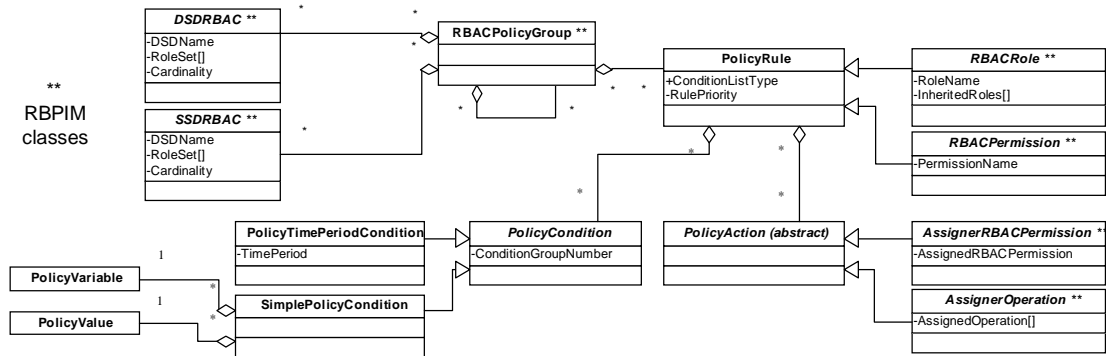 DSDRBAC **
-DSDName
-RoleSet[]
-Cardinality
*
*
*
RBACPolicyGroup **
*
*
*
*
PolicyRule
+ConditionListType
-RulePriority
RBACRole **
-RoleName
-InheritedRoles[]
**
RBPIM
classes
SSDRBAC **
-DSDName
-RoleSet[]
-Cardinality
*
RBACPermission **
-PermissionName
*
*
*
*
PolicyTimePeriodCondition
-TimePeriod
PolicyCondition
-ConditionGroupNumber
PolicyAction (abstract)
AssignerRBACPermission **
-AssignedRBACPermission
1
PolicyVariable
*
1
PolicyValue
*
SimplePolicyCondition
AssignerOperation **
-AssignedOperation[]